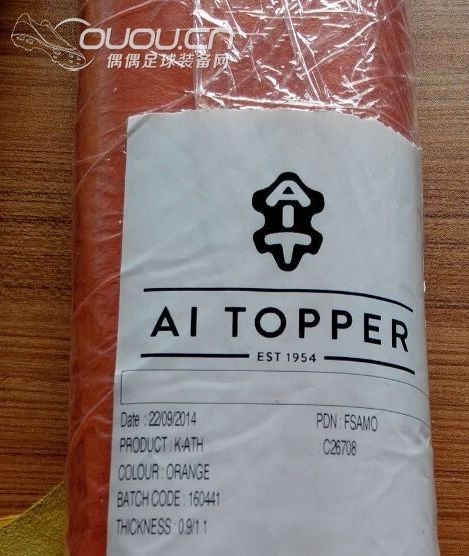 OUOU.CN
偶偶足球装备网
AIT
AI TOPPER
EST 1954
Date : 22/09/2014 PDN : FSAMO
PRODUCT : K-ATH C26708
COLOUR : ORANGE
BATCH CODE : 160441
THICKNESS : 0.9/1.1